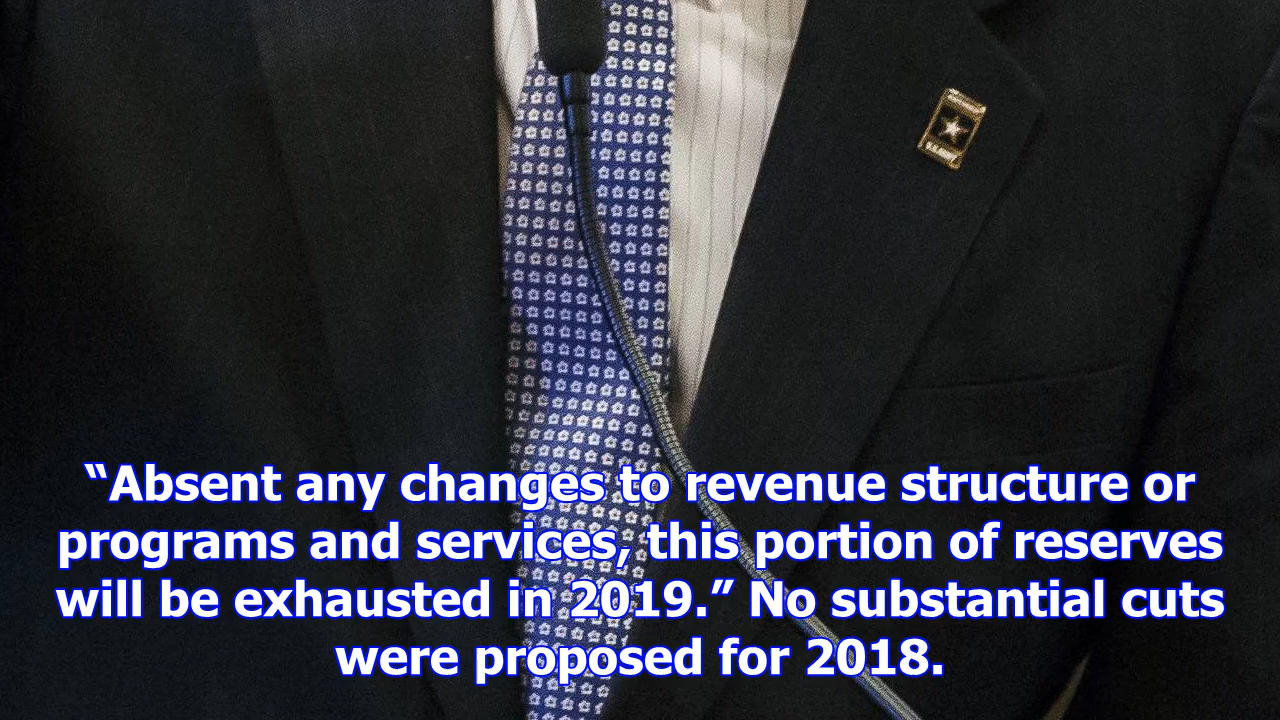 “Absent any changes to revenue structure or
programs and services, this portion of reserves
will be exhausted in 2019.” No substantial cuts
were proposed for 2018.
U.S. ARMY